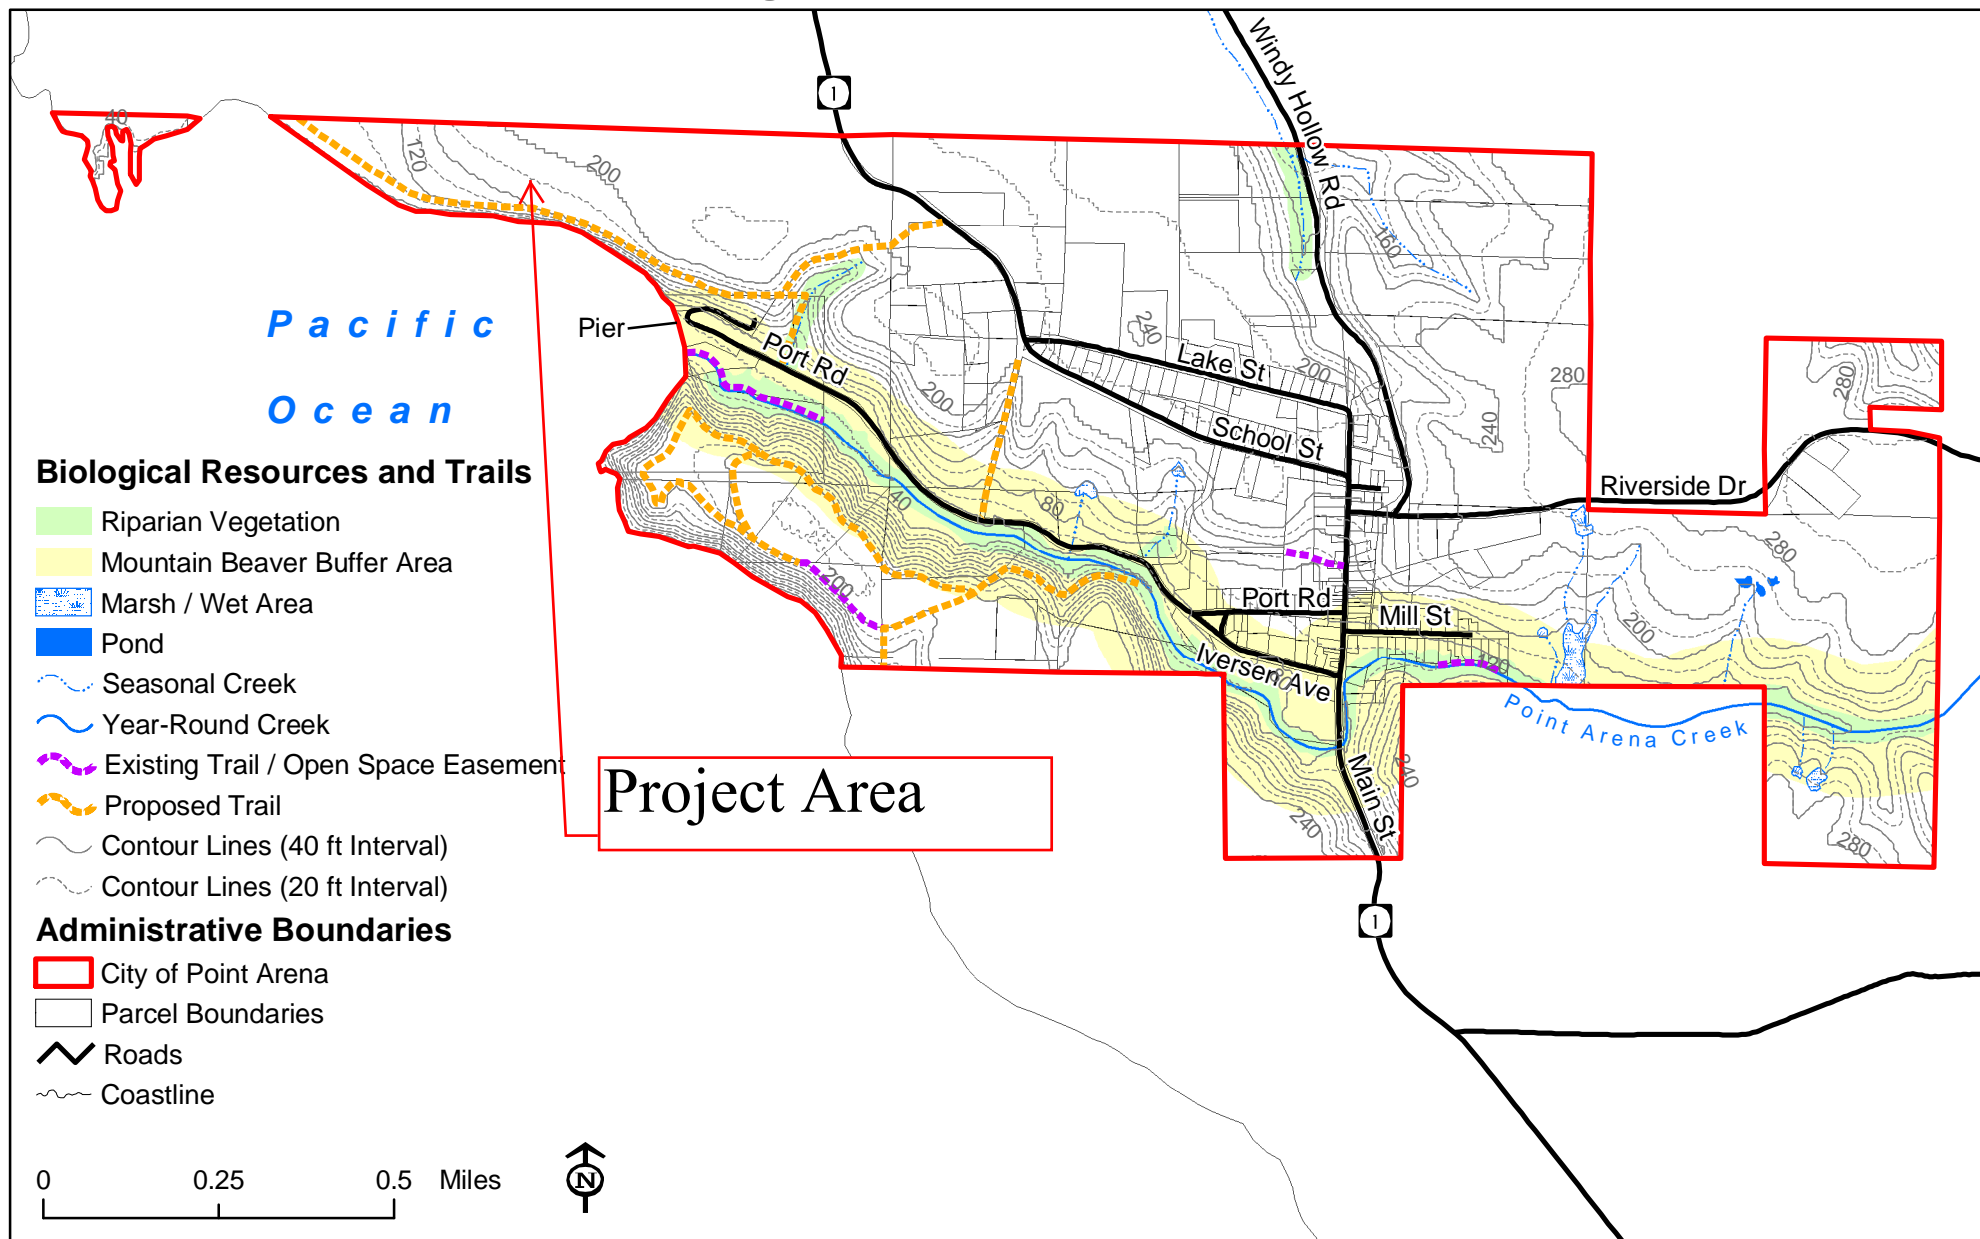 40
120
200
1
Windy Hollow Rd
160
Pacific
Ocean
Pier
Port Rd
240
Lake St
200
280
280
200
School St
240
Biological Resources and Trails
Riparian Vegetation
Mountain Beaver Buffer Area
Marsh / Wet Area
Pond
Seasonal Creek
Year-Round Creek
Existing Trail / Open Space Easement
Proposed Trail
Contour Lines (40 ft Interval)
Contour Lines (20 ft Interval)
Administrative Boundaries
City of Point Arena
Parcel Boundaries
Roads
Coastline
40
80
Riverside Dr
280
200
Port Rd
Mill St
200
120
Iversen Ave
80
Point Arena Creek
Project Area
Main St
240
240
280
1
0 0.25 0.5 Miles
N